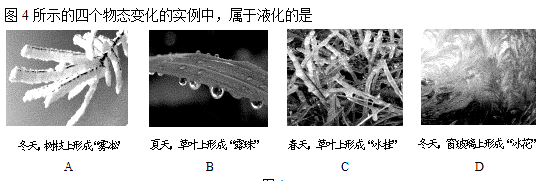 图4所示的四个物态变化的实例中，属于液化的是
冬天，树枝上形成“雾凇”
夏天，草叶上形成“露珠”
春天，草叶上形成“冰挂”
冬天，窗玻璃上形成“冰花”
A
B
C
D